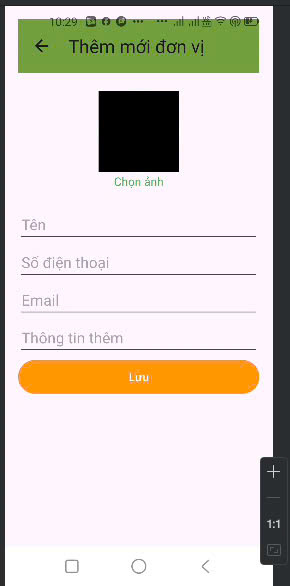 10:29
Thêm mới đơn vị
Chọn ảnh
Tên
Số điện thoại
Email
Thông tin thêm
Lưu
1:1